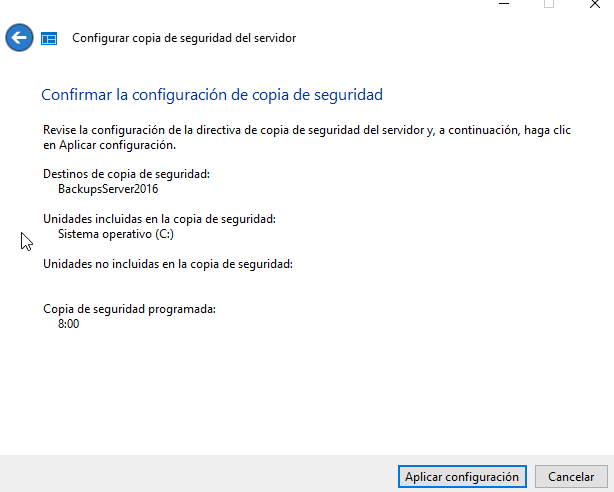 Configurar copia de seguridad del servidor
Confirmar la configuración de copia de seguridad
Revise la configuración de la directiva de copia de seguridad del servidor y, a continuación, haga clic
en Aplicar configuración.
Destinos de copia de seguridad:
BackupsServer2016
Unidades incluidas en la copia de seguridad:
Sistema operativo (C:)
Unidades no incluidas en la copia de seguridad:
Copia de seguridad programada:
8:00
Aplicar configuración
Cancelar